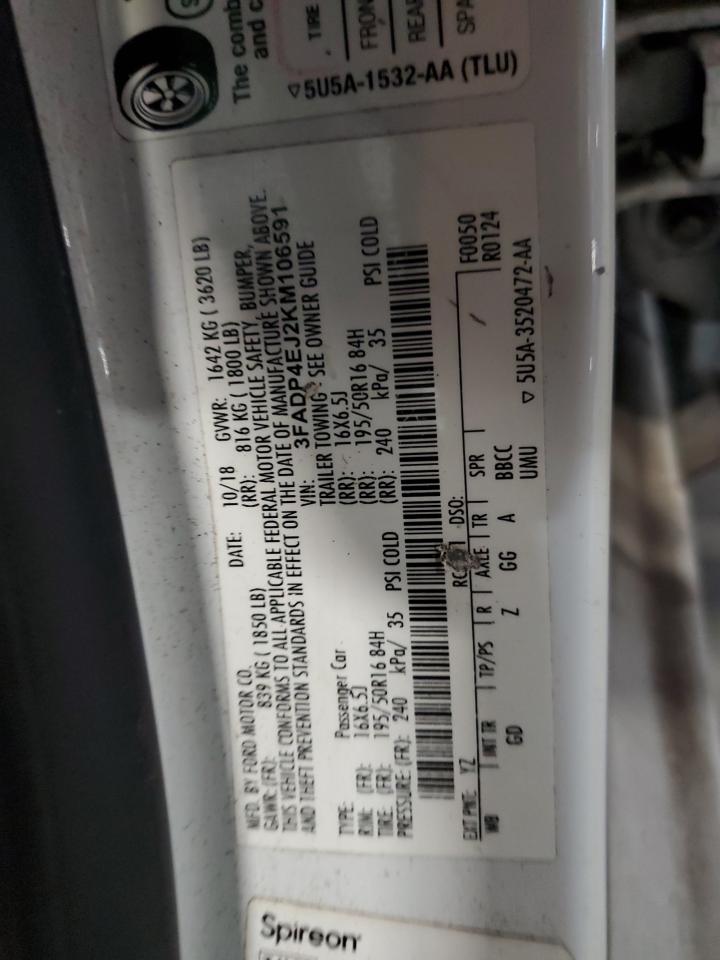 The comb
and c
TIRE
FRON
REAR
SPA
▽ 5U5A-1532-AA (TLU)
MFD. BY FORD MOTOR CO. DATE: 10/18 GVWR: 1642 KG ( 3620 LB)
GAWR: (FR): 839 KG ( 1850 LB) (RR): 816 KG ( 1800 LB)
THIS VEHICLE CONFORMS TO ALL APPLICABLE FEDERAL MOTOR VEHICLE SAFETY, BUMPER,
AND THEFT PREVENTION STANDARDS IN EFFECT ON THE DATE OF MANUFACTURE SHOWN ABOVE.
VIN: 3FADP4EJ2KM106591
TYPE: Passenger Car TRAILER TOWING- SEE OWNER GUIDE
RIM: (FR): 16X6.5J (RR): 16X6.5J
TIRE: (FR): 195/50R16 84H (RR): 195/50R16 84H
PRESSURE: (FR): 240 kPa/ 35 PSI COLD (RR): 240 kPa/ 35 PSI COLD
EXT PNT: YZ DSO: F0050
WB INT TR TP/PS R AXLE TR SPR R0124
GD Z GG A BBCC
UMU ▽ 5U5A-3520472-AA
Spireon